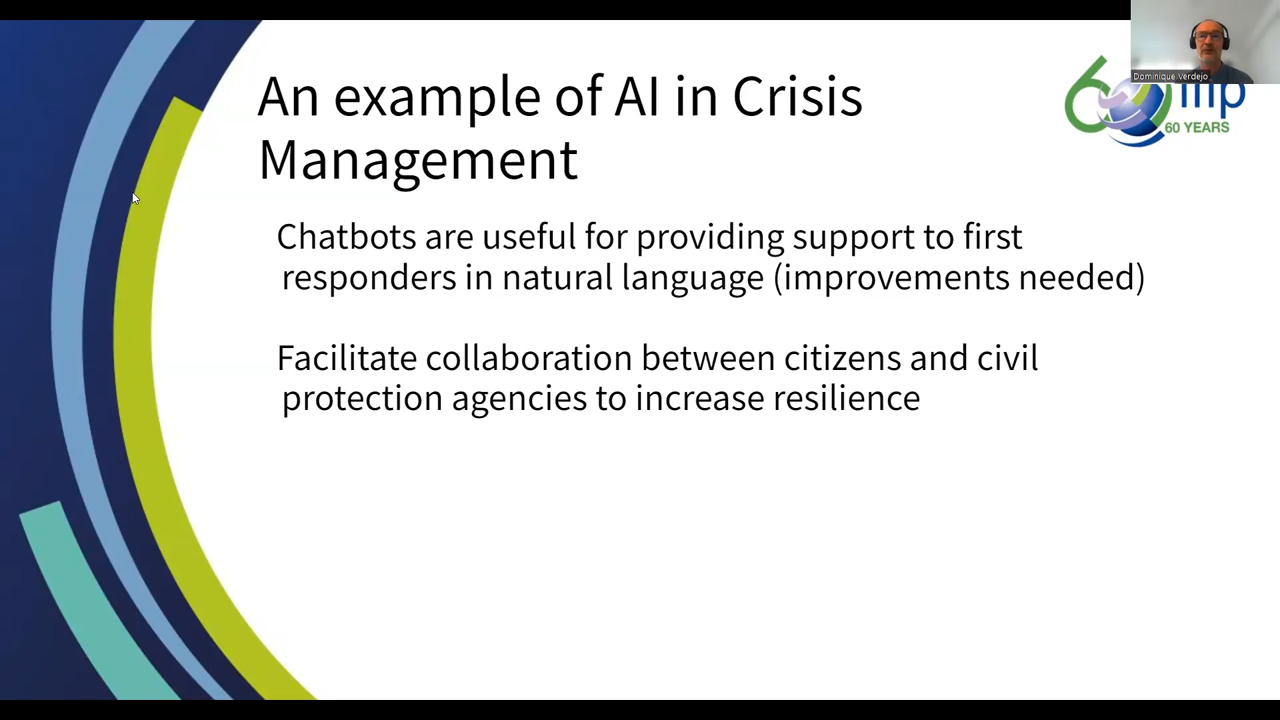 An example of AI in Crisis
Management
Chatbots are useful for providing support to first
responders in natural language (improvements needed)
Facilitate collaboration between citizens and civil
protection agencies to increase resilience
Dominique Verdejo
60
60 YEARS